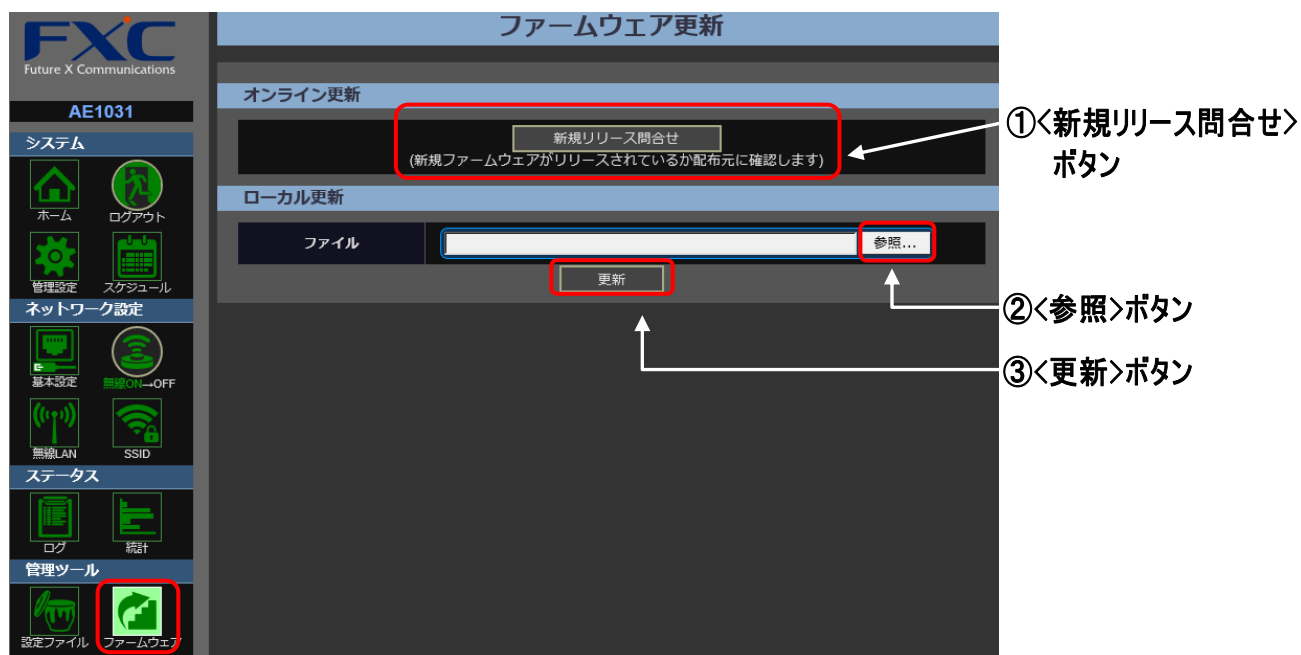 FXC
Future X Communications
AE1031
システム
ホーム
ログアウト
管理設定
スケジュール
ネットワーク設定
基本設定
無線ON→OFF
無線LAN
SSID
ステータス
ログ
統計
管理ツール
設定ファイル
ファームウェア
ファームウェア更新
オンライン更新
新規リリース問合せ
(新規ファームウェアがリリースされているか配布元に確認します)
ローカル更新
ファイル
参照...
更新
①<新規リリース問合せ>
ボタン
②<参照>ボタン
③<更新>ボタン